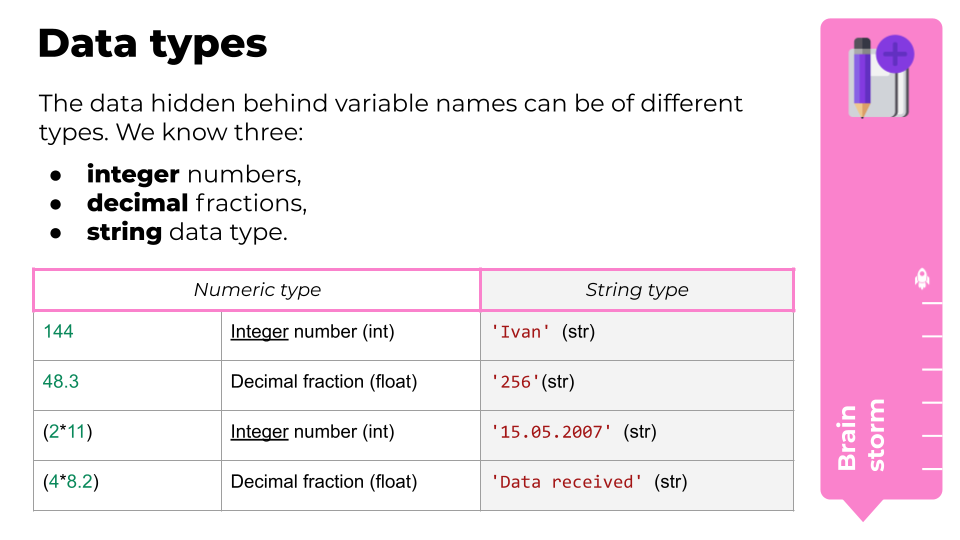 Data types
The data hidden behind variable names can be of different
types. We know three:
● integer numbers,
● decimal fractions,
● string data type.
Numeric type String type
144 Integer number (int) 'Ivan' (str)
48.3 Decimal fraction (float) '256'(str)
(2*11) Integer number (int) '15.05.2007' (str)
(4*8.2) Decimal fraction (float) 'Data received' (str)
Brain
storm